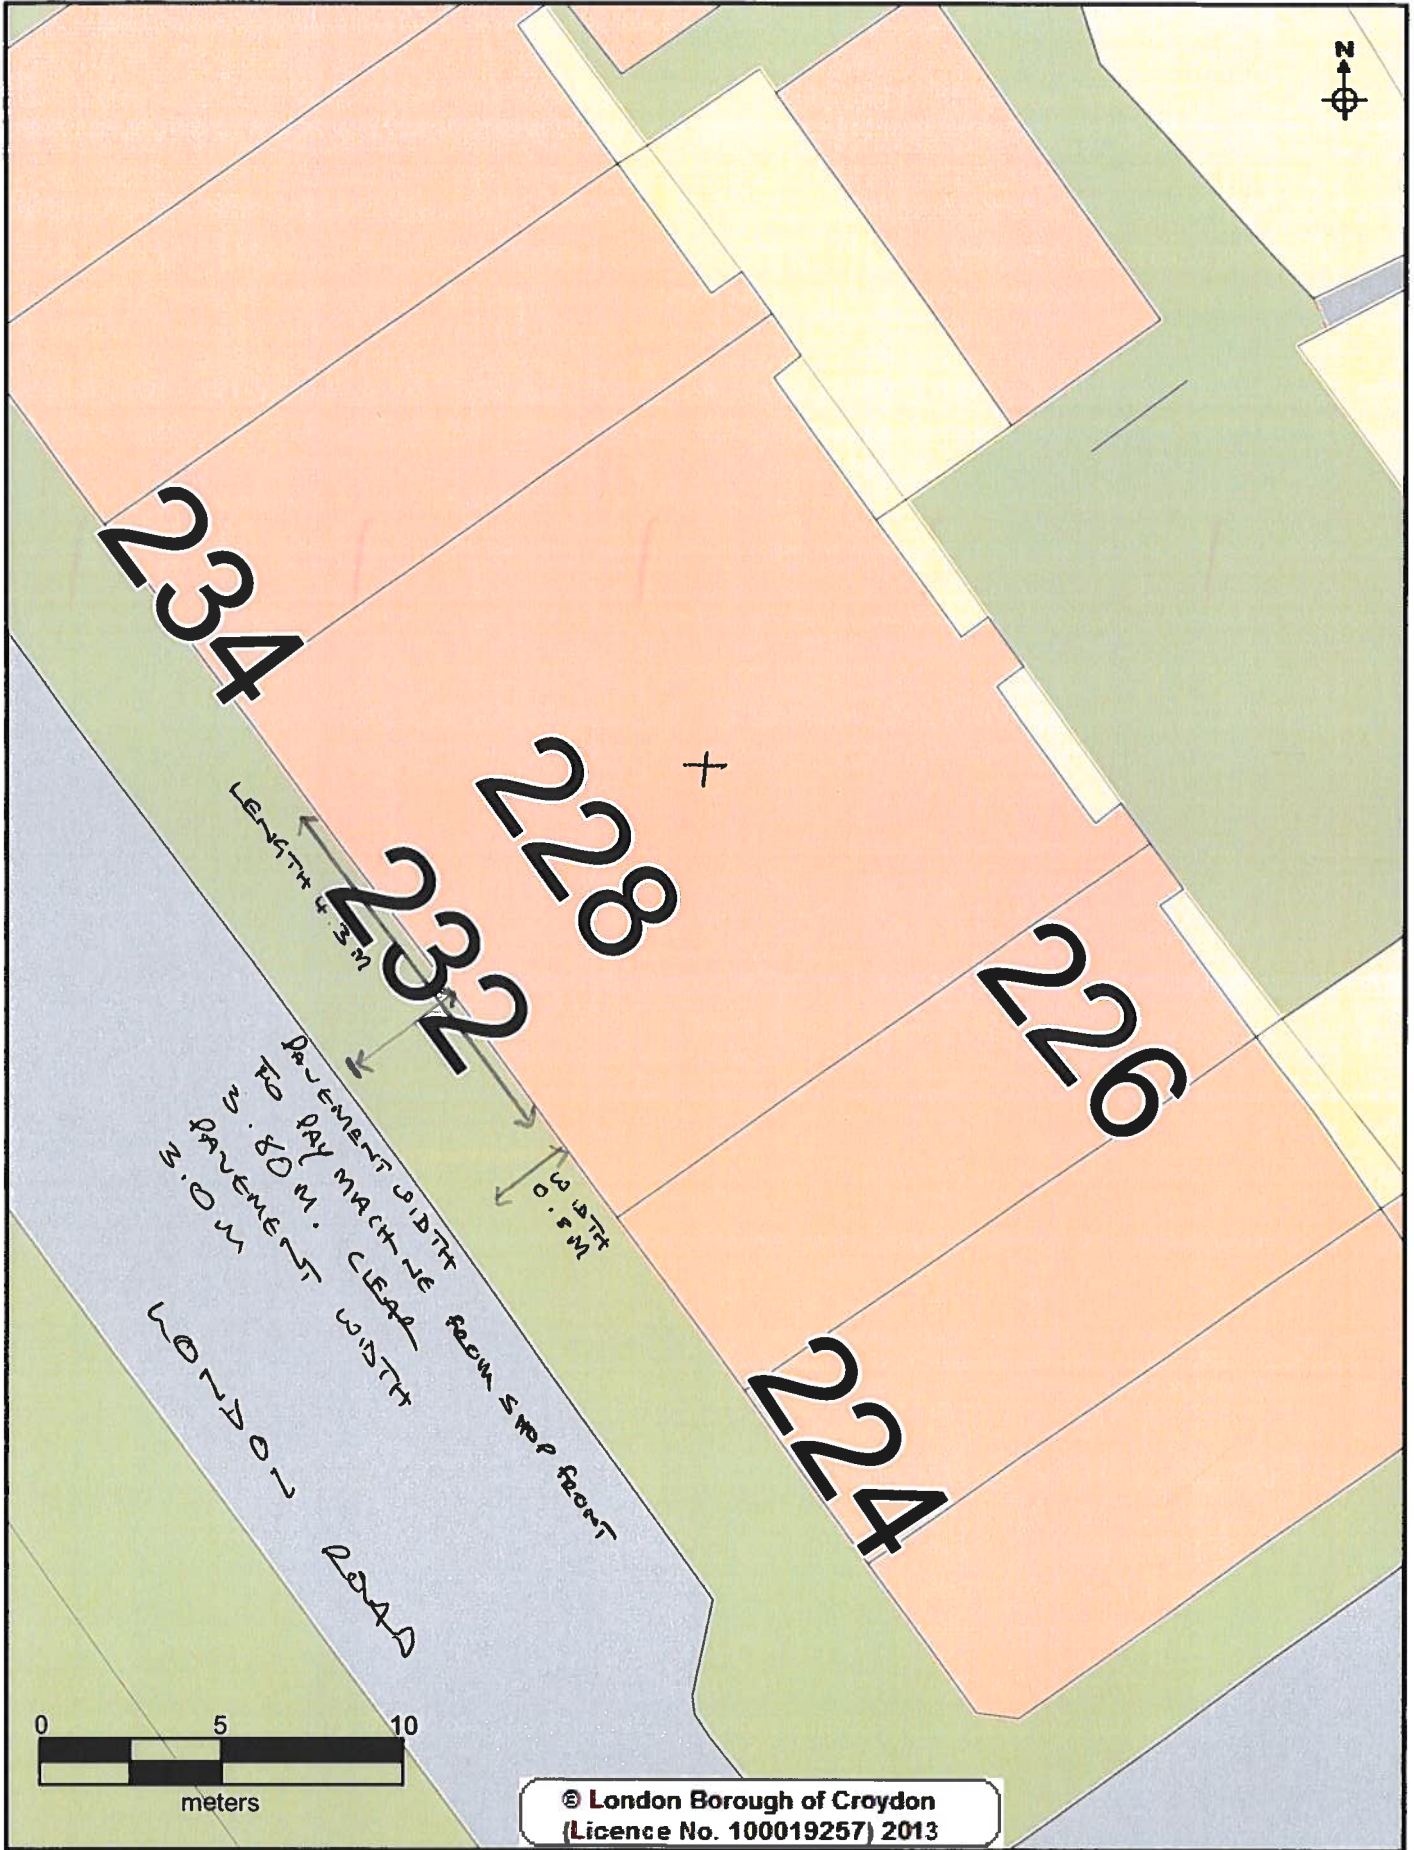 N
234
228
232
226
224
LENGTH 4.3M
WIDTH
0.8M
PAVEMENT WIDTH
TO PAY MACHINE FROM SHOP FRONT
3.80M. CLEAR
PAVEMENT WIDTH
3.0M
LONDON ROAD
0 5 10
meters
© London Borough of Croydon
(Licence No. 100019257) 2013